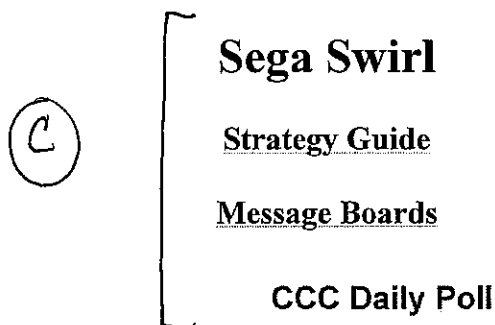 Sega Swirl
C
Strategy Guide
Message Boards
CCC Daily Poll